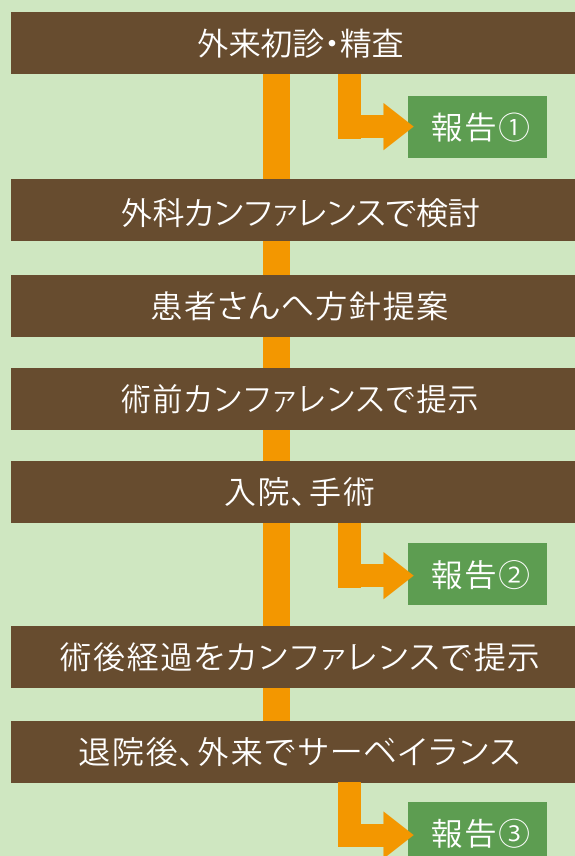 外来初診・精査
報告①
外科カンファレンスで検討
患者さんへ方針提案
術前カンファレンスで提示
入院、手術
報告②
術後経過をカンファレンスで提示
退院後、外来でサーベイランス
報告③